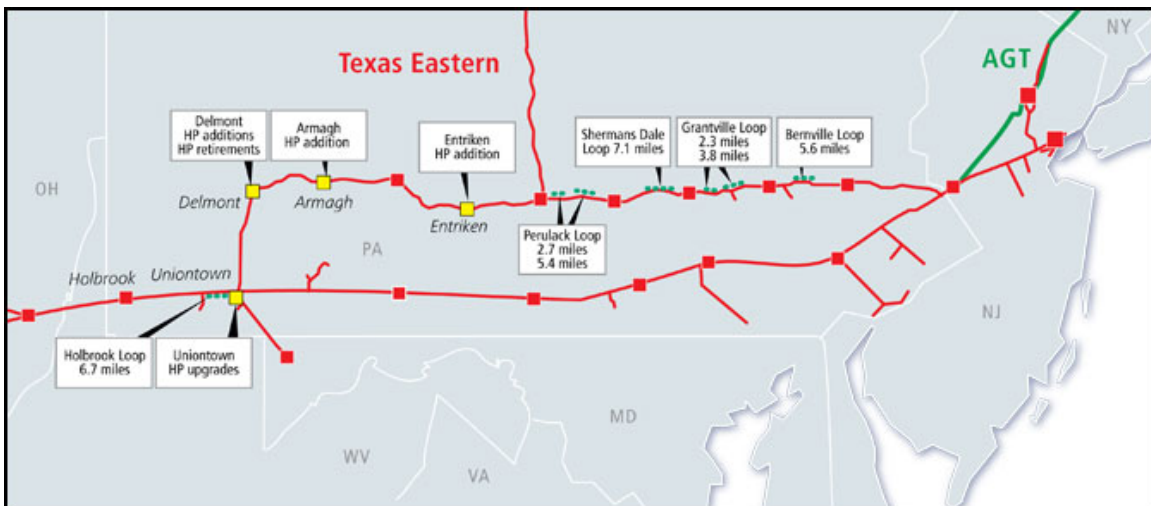 NY
Texas Eastern
AGT
Delmont
HP additions
HP retirements
Armagh
HP addition
Entriken
HP addition
Shermans Dale
Loop 7.1 miles
Grantville Loop
2.3 miles
3.8 miles
Bernville Loop
5.6 miles
OH
Delmont
Armagh
Entriken
PA
Perulack Loop
2.7 miles
5.4 miles
Holbrook
Uniontown
NJ
Holbrook Loop
6.7 miles
Uniontown
HP upgrades
MD
WV
VA